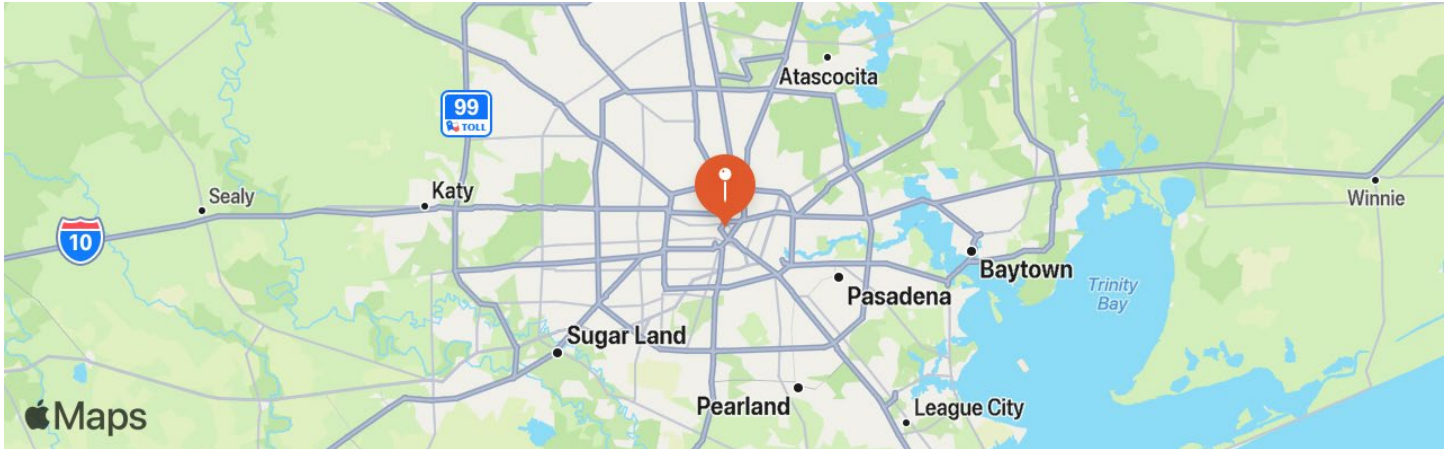 Atascocita
99
TOLL
Sealy
Katy
Winnie
10
Baytown
Trinity
Bay
Pasadena
Sugar Land
Pearland
League City
Maps